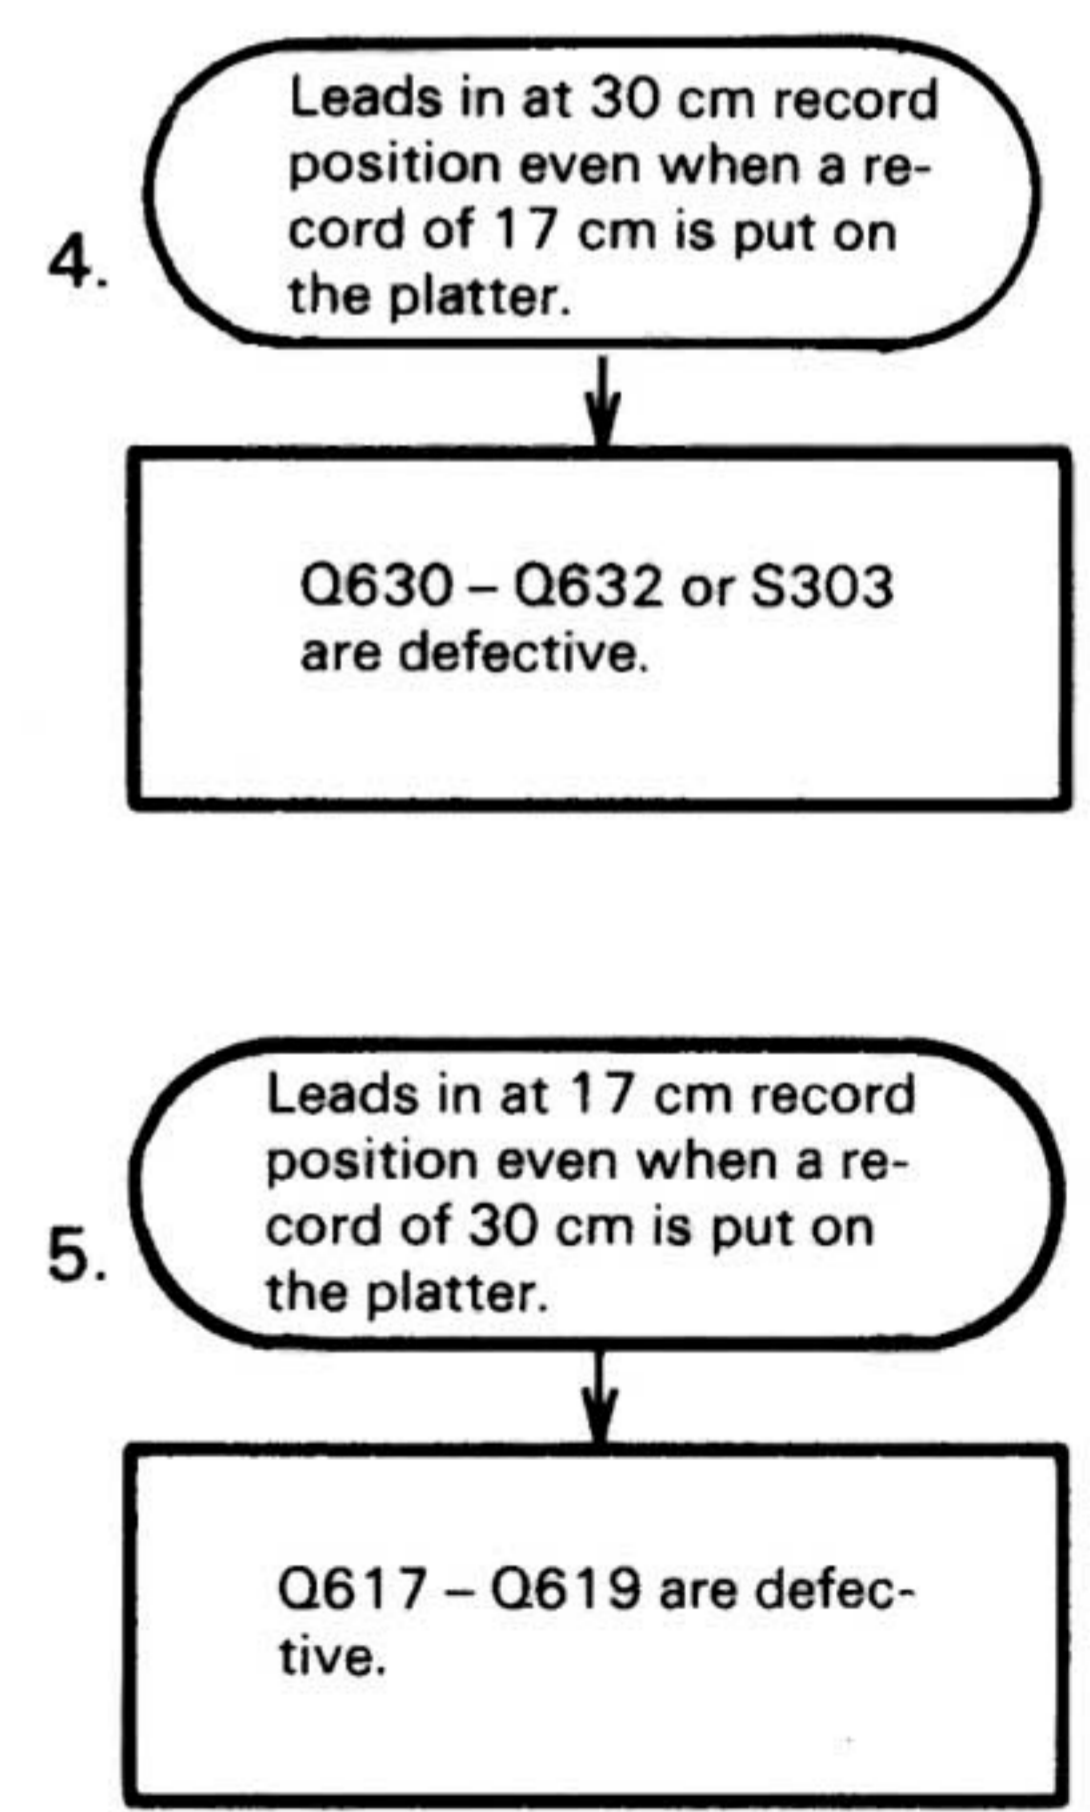 4.
Leads in at 30 cm record
position even when a re-
cord of 17 cm is put on
the platter.
Q630 – Q632 or S303
are defective.
5.
Leads in at 17 cm record
position even when a re-
cord of 30 cm is put on
the platter.
Q617 – Q619 are defec-
tive.